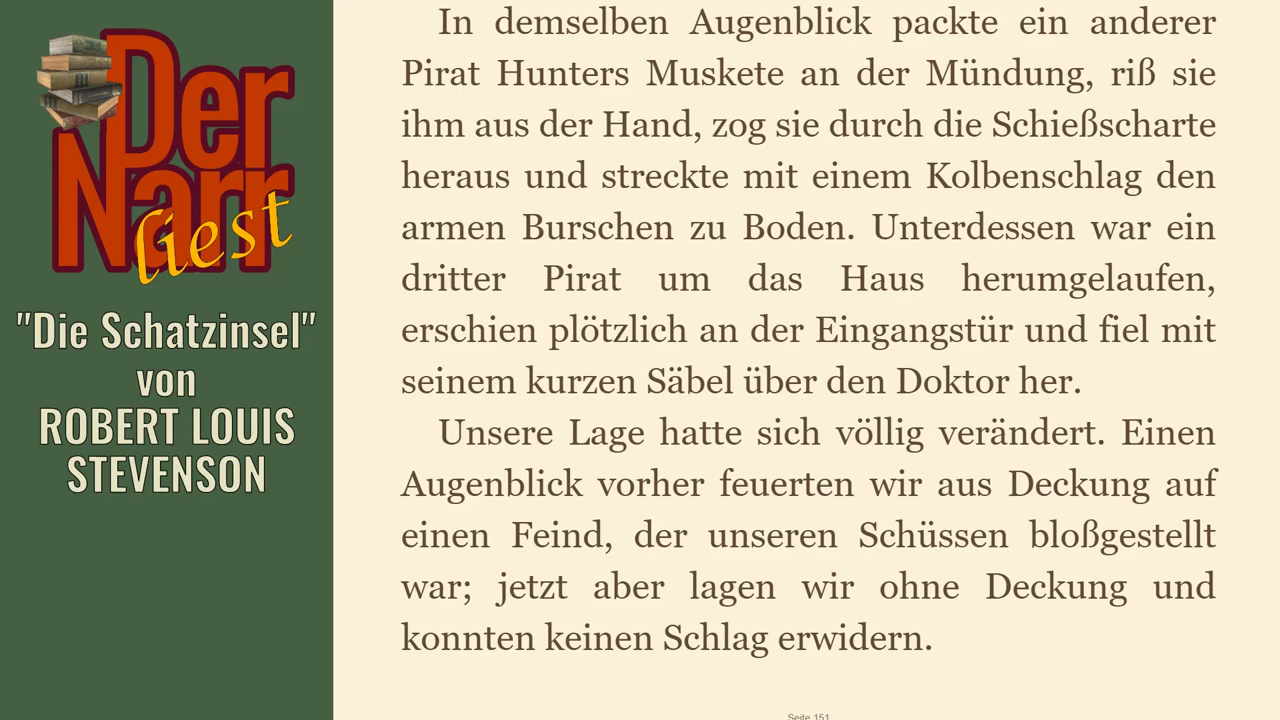 Der
Narr
liest
"Die Schatzinsel"
von
ROBERT LOUIS
STEVENSON
In demselben Augenblick packte ein anderer
Pirat Hunters Muskete an der Mündung, riß sie
ihm aus der Hand, zog sie durch die Schießscharte
heraus und streckte mit einem Kolbenschlag den
armen Burschen zu Boden. Unterdessen war ein
dritter Pirat um das Haus herumgelaufen,
erschien plötzlich an der Eingangstür und fiel mit
seinem kurzen Säbel über den Doktor her.
Unsere Lage hatte sich völlig verändert. Einen
Augenblick vorher feuerten wir aus Deckung auf
einen Feind, der unseren Schüssen bloßgestellt
war; jetzt aber lagen wir ohne Deckung und
konnten keinen Schlag erwidern.
Seite 151